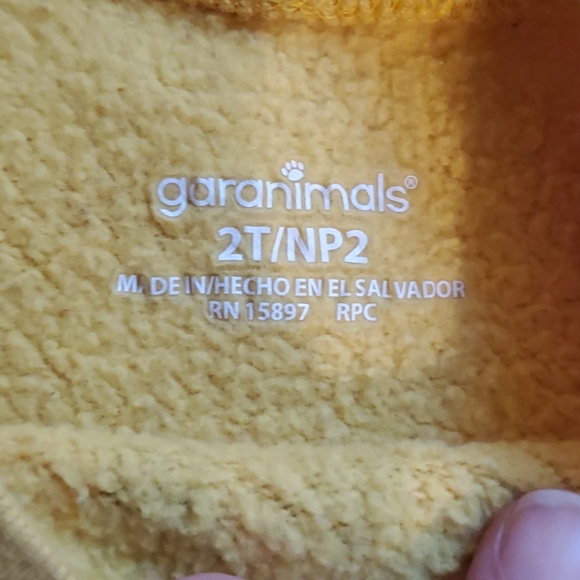 garanimals®
2T/NP2
M. DE IN/HECHO EN EL SALVADOR
RN 15897 RPC